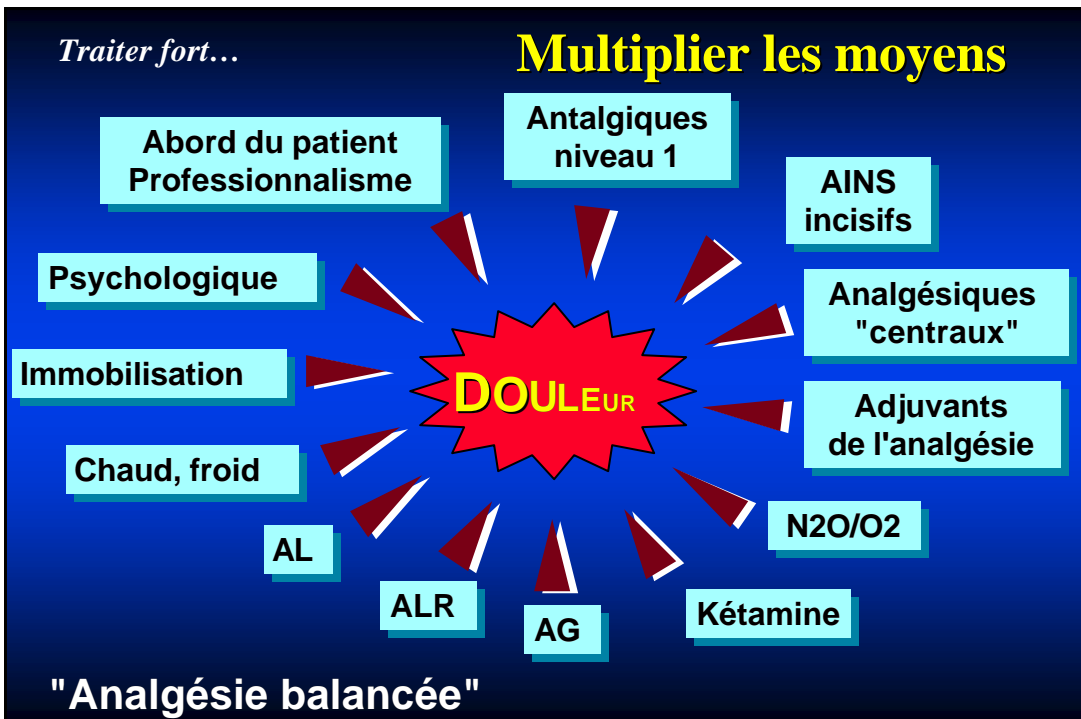 Traiter fort…
Multiplier les moyens
Abord du patient
Professionnalisme
Antalgiques
niveau 1
AINS
incisifs
Psychologique
Analgésiques
"centraux"
Immobilisation
DOULEUR
Adjuvants
de l'analgésie
Chaud, froid
N2O/O2
AL
ALR
AG
Kétamine
"Analgésie balancée"